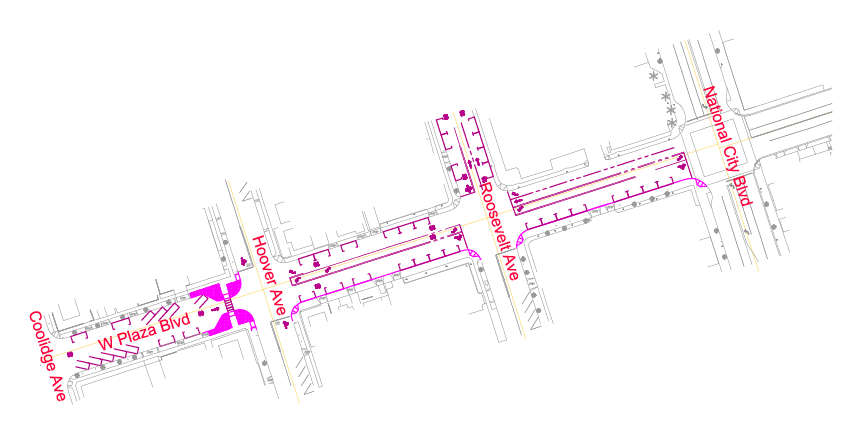 Coolidge Ave
W Plaza Blvd
Hoover Ave
Roosevelt Ave
National City Blvd